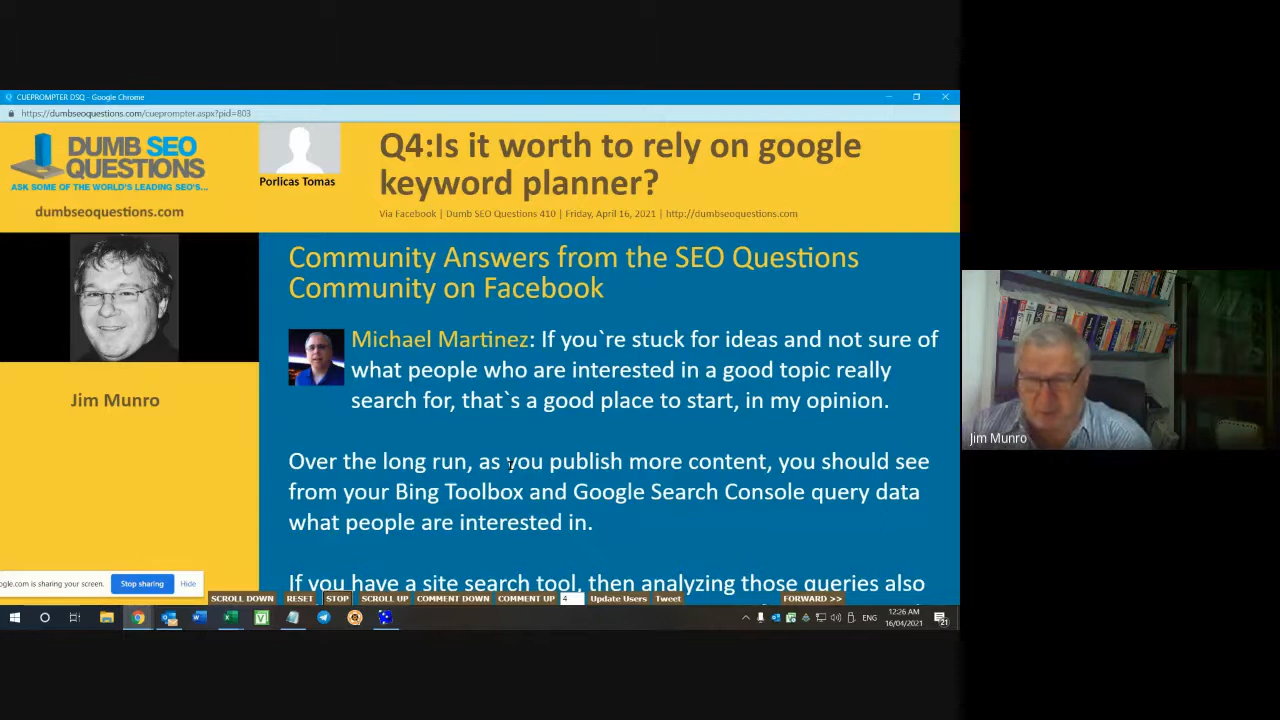 CUEPROMPTER DSQ - Google Chrome
https://dumbseoquestions.com/cueprompter.aspx?pid=803
DUMB SEO
QUESTIONS
ASK SOME OF THE WORLD'S LEADING SEO'S...
dumbseoquestions.com
Porlicas Tomas
Q4:Is it worth to rely on google
keyword planner?
Via Facebook | Dumb SEO Questions 410 | Friday, April 16, 2021 | http://dumbseoquestions.com
Jim Munro
Community Answers from the SEO Questions
Community on Facebook
Michael Martinez: If you`re stuck for ideas and not sure of
what people who are interested in a good topic really
search for, that`s a good place to start, in my opinion.
Over the long run, as you publish more content, you should see
from your Bing Toolbox and Google Search Console query data
what people are interested in.
If you have a site search tool, then analyzing those queries also
Jim Munro
ogle.com is sharing your screen.
Stop sharing
Hide
SCROLL DOWN RESET STOP SCROLL UP COMMENT DOWN COMMENT UP 4 Update Users Tweet FORWARD >>
ENG
12:26 AM
16/04/2021
21